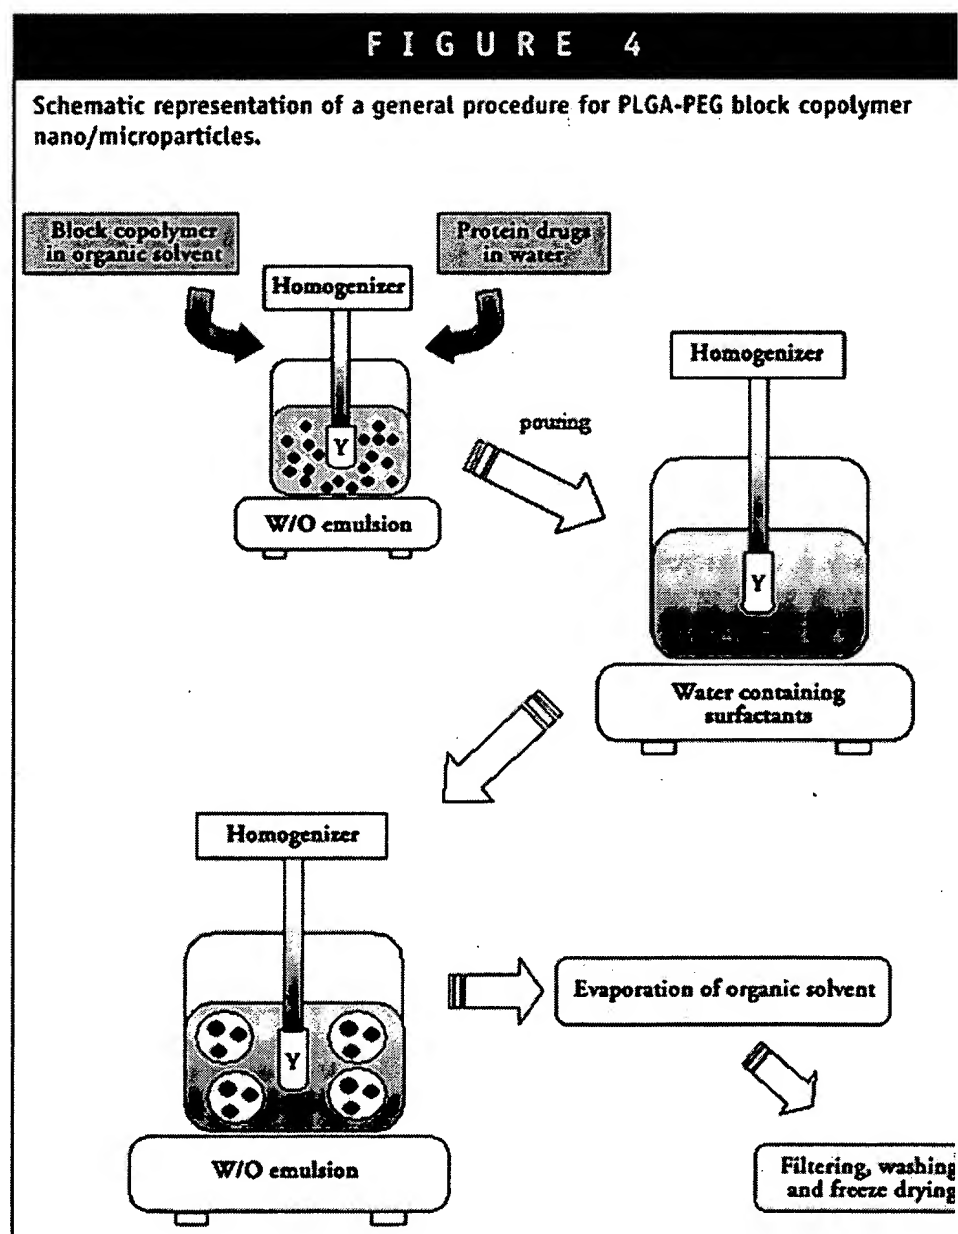 FIGURE 4
Schematic representation of a general procedure for PLGA-PEG block copolymer
nano/microparticles.
Block copolymer
in organic solvent
Protein drugs
in water
Homogenizer
Y
W/O emulsion
pouring
Homogenizer
Y
Water containing
surfactants
Homogenizer
Y
W/O emulsion
Evaporation of organic solvent
Filtering, washing
and freeze drying